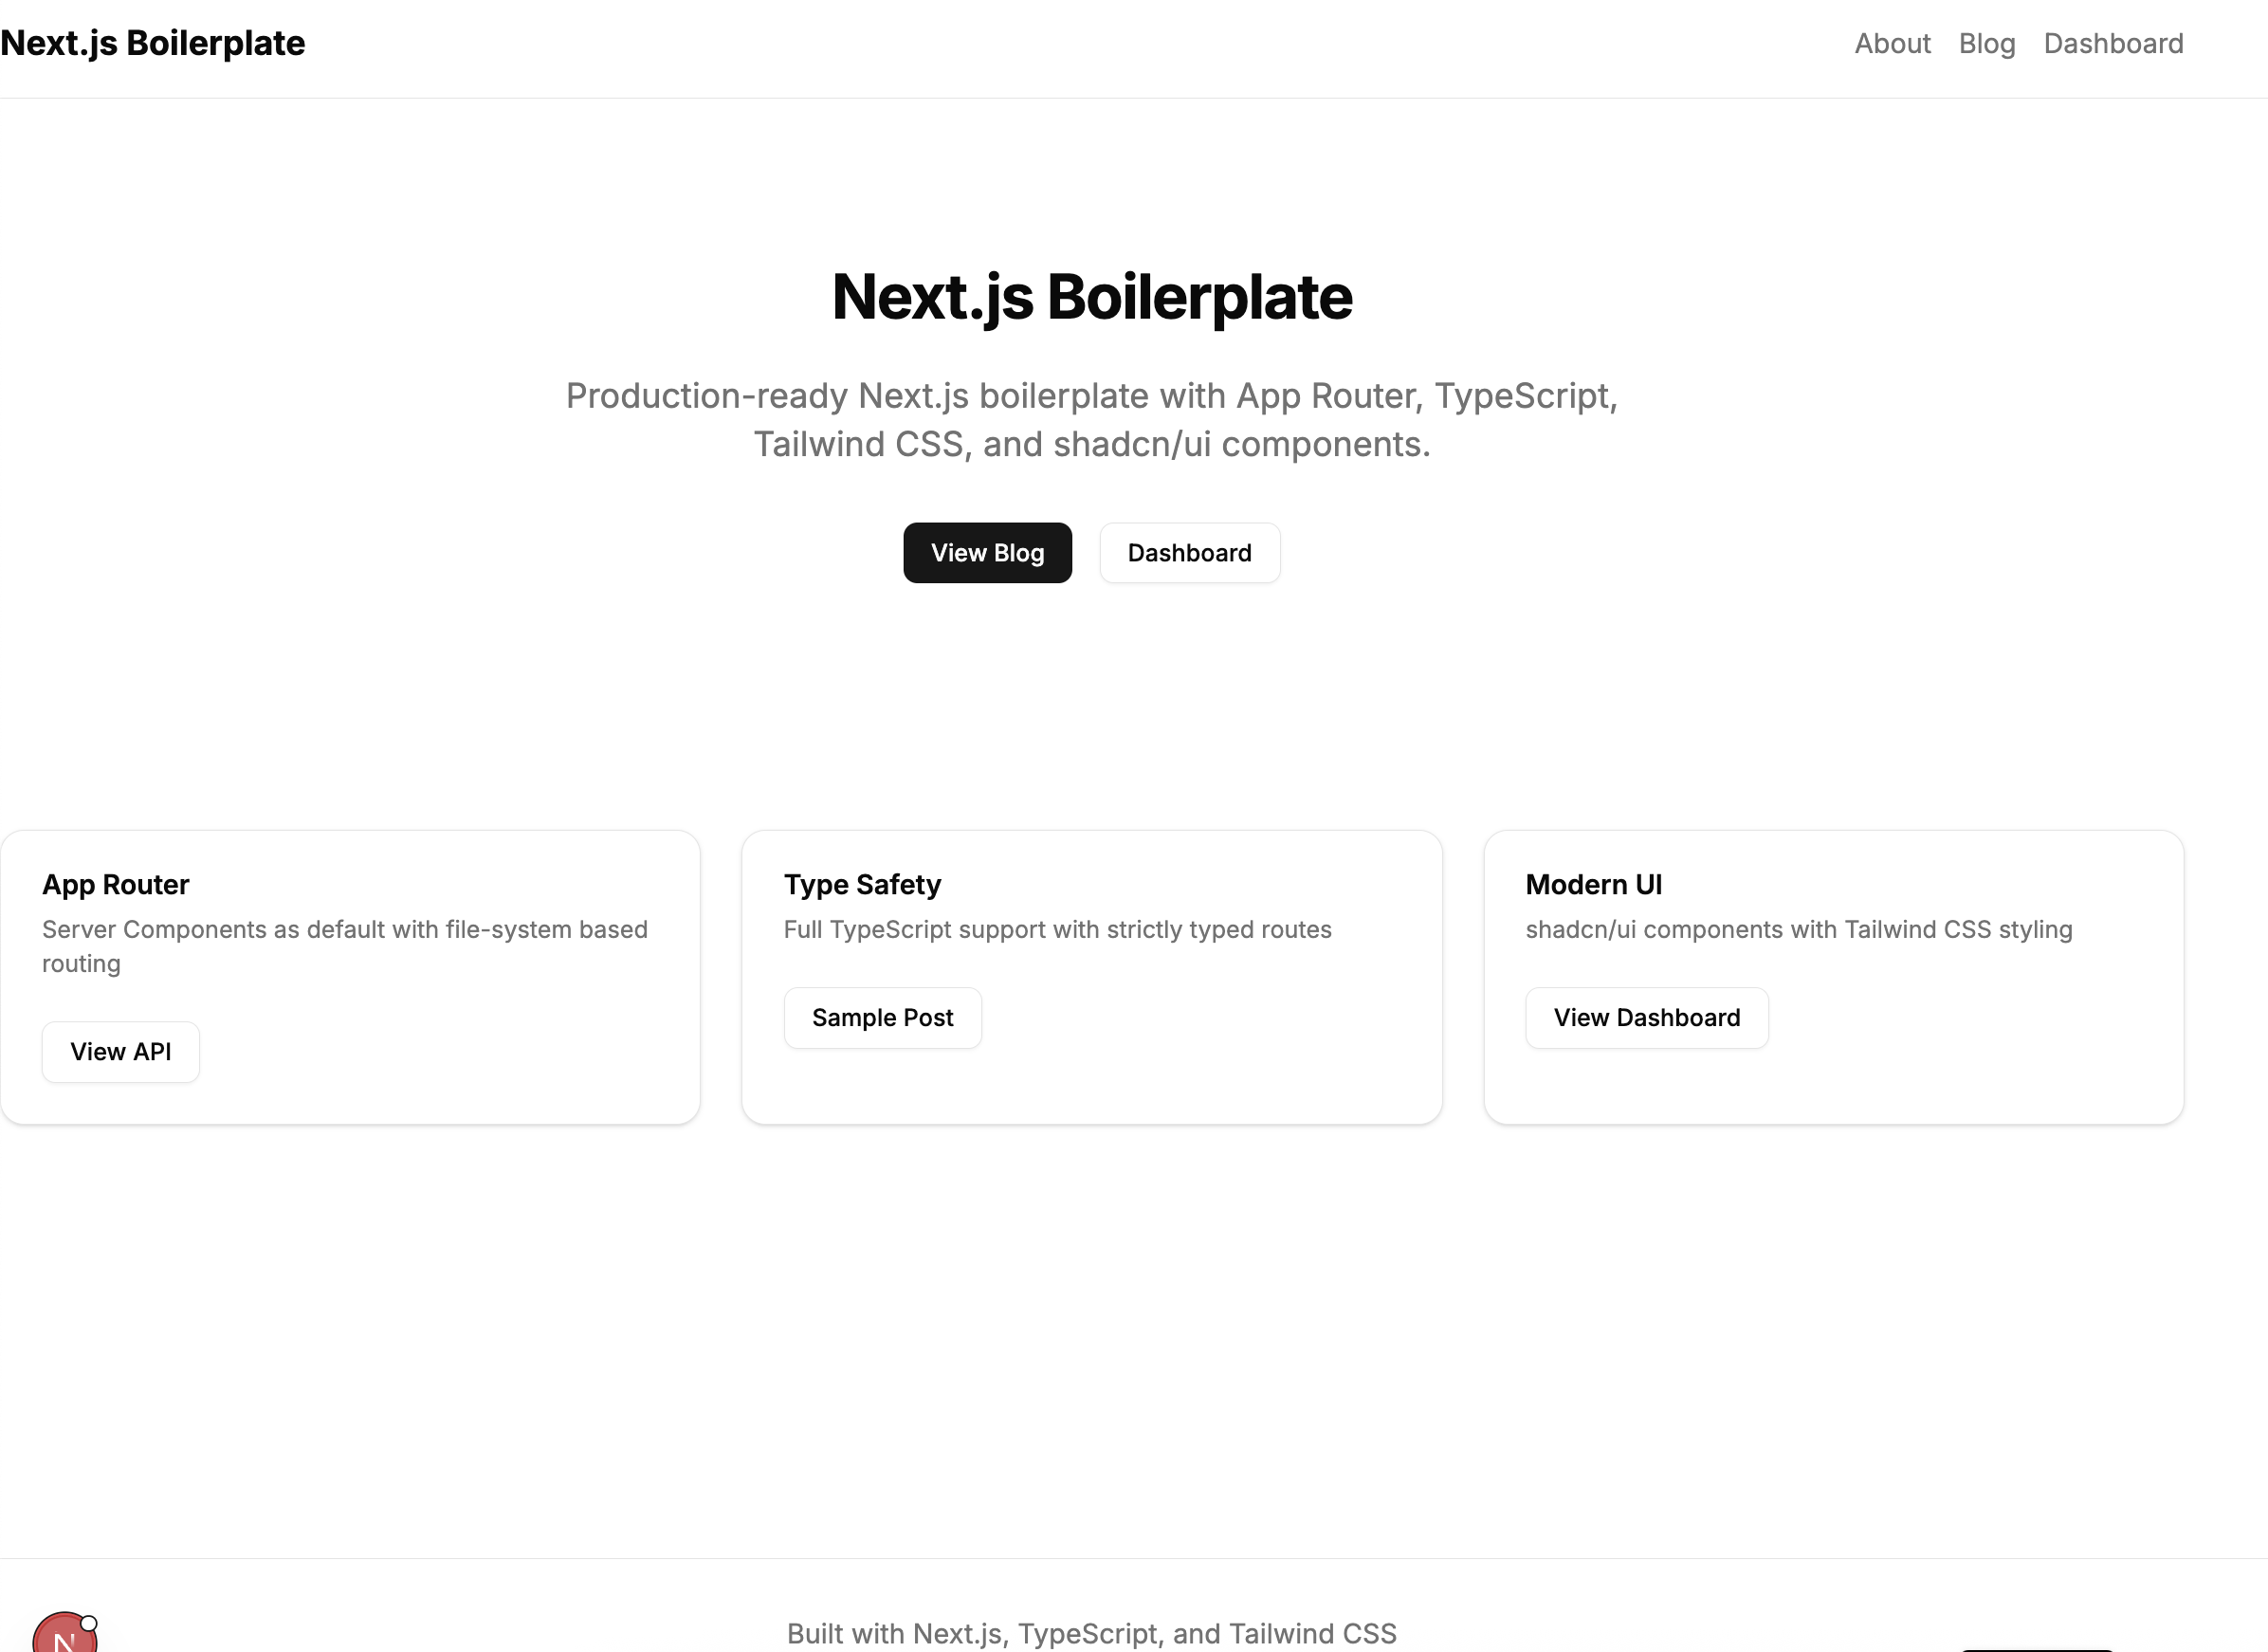 Next.js Boilerplate
About Blog Dashboard
Next.js Boilerplate
Production-ready Next.js boilerplate with App Router, TypeScript,
Tailwind CSS, and shadcn/ui components.
View Blog
Dashboard
App Router
Server Components as default with file-system based
routing
View API
Type Safety
Full TypeScript support with strictly typed routes
Sample Post
Modern UI
shadcn/ui components with Tailwind CSS styling
View Dashboard
N
Built with Next.js, TypeScript, and Tailwind CSS